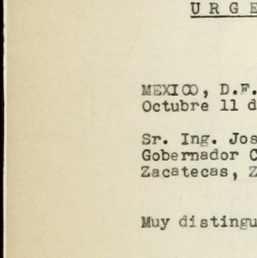 U R G E
MEXICO, D.F.
Octubre 11 d
Sr. Ing. Jos
Gobernador C
Zacatecas, Z
Muy distingu